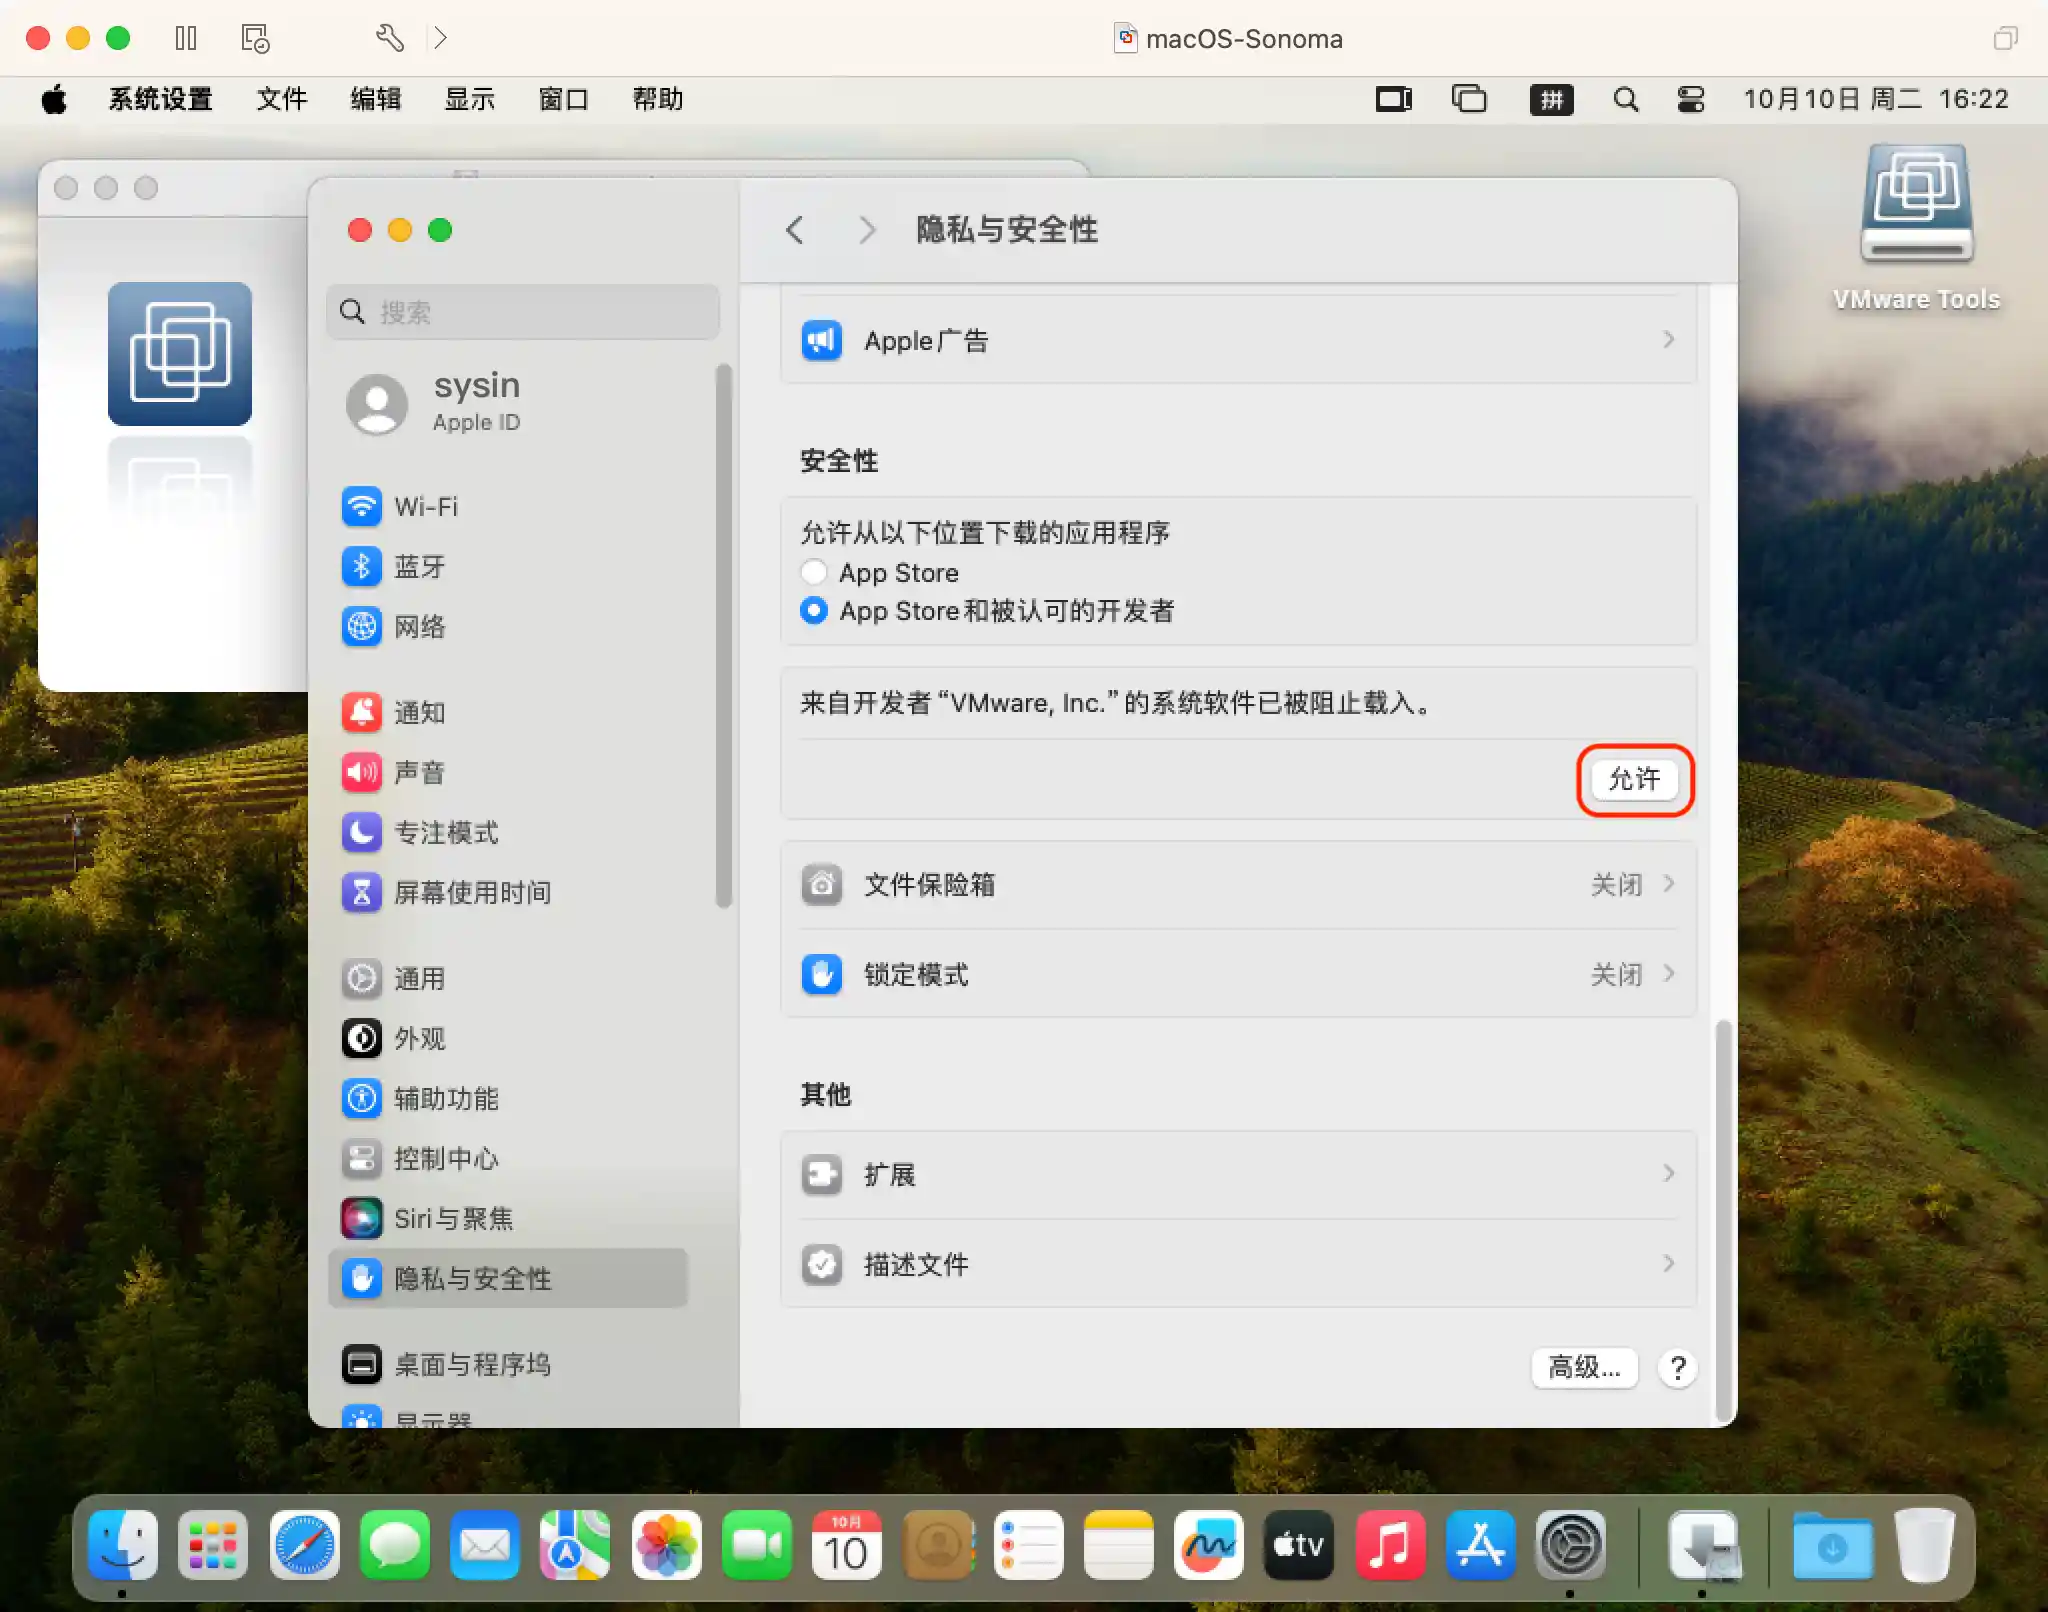 macOS-Sonoma
系统设置 文件 编辑 显示 窗口 帮助 拼 10月10日 周二 16:22
VMware Tools
搜索
sysin
Apple ID
Wi-Fi
蓝牙
网络
通知
声音
专注模式
屏幕使用时间
通用
外观
辅助功能
控制中心
Siri与聚焦
隐私与安全性
桌面与程序坞
显示器
隐私与安全性
Apple广告
安全性
允许从以下位置下载的应用程序
App Store
App Store和被认可的开发者
来自开发者“VMware, Inc.”的系统软件已被阻止载入。
允许
文件保险箱 关闭
锁定模式 关闭
其他
扩展
描述文件
高级... ?
10月
10
tv